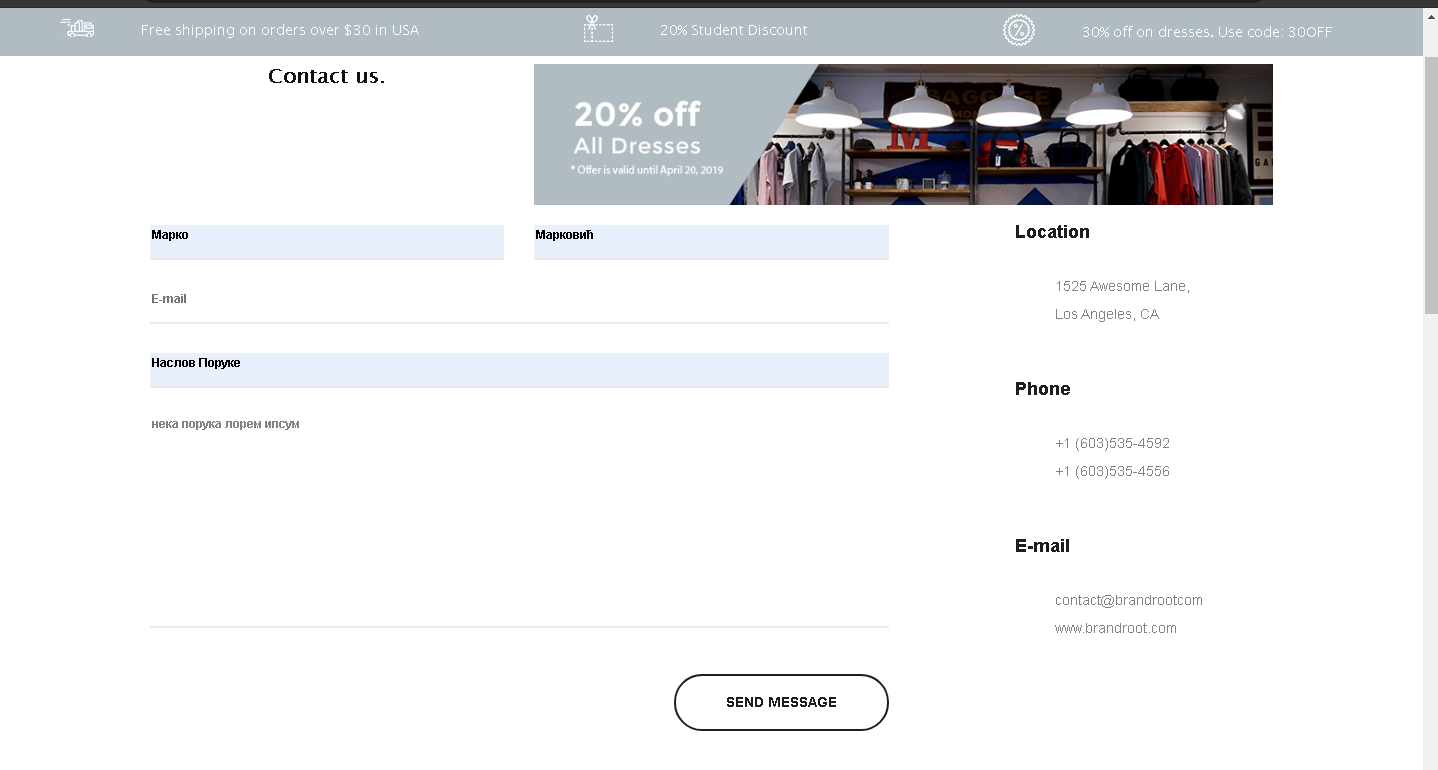 Free shipping on orders over $30 in USA
20% Student Discount
30% off on dresses. Use code: 30OFF
Contact us.
20% off
All Dresses
* Offer is valid until April 20, 2019
Марко
Марковић
E-mail
Наслов Поруке
нека порука лорем ипсум
SEND MESSAGE
Location
1525 Awesome Lane,
Los Angeles, CA
Phone
+1 (603)535-4592
+1 (603)535-4556
E-mail
contact@brandrootcom
www.brandroot.com